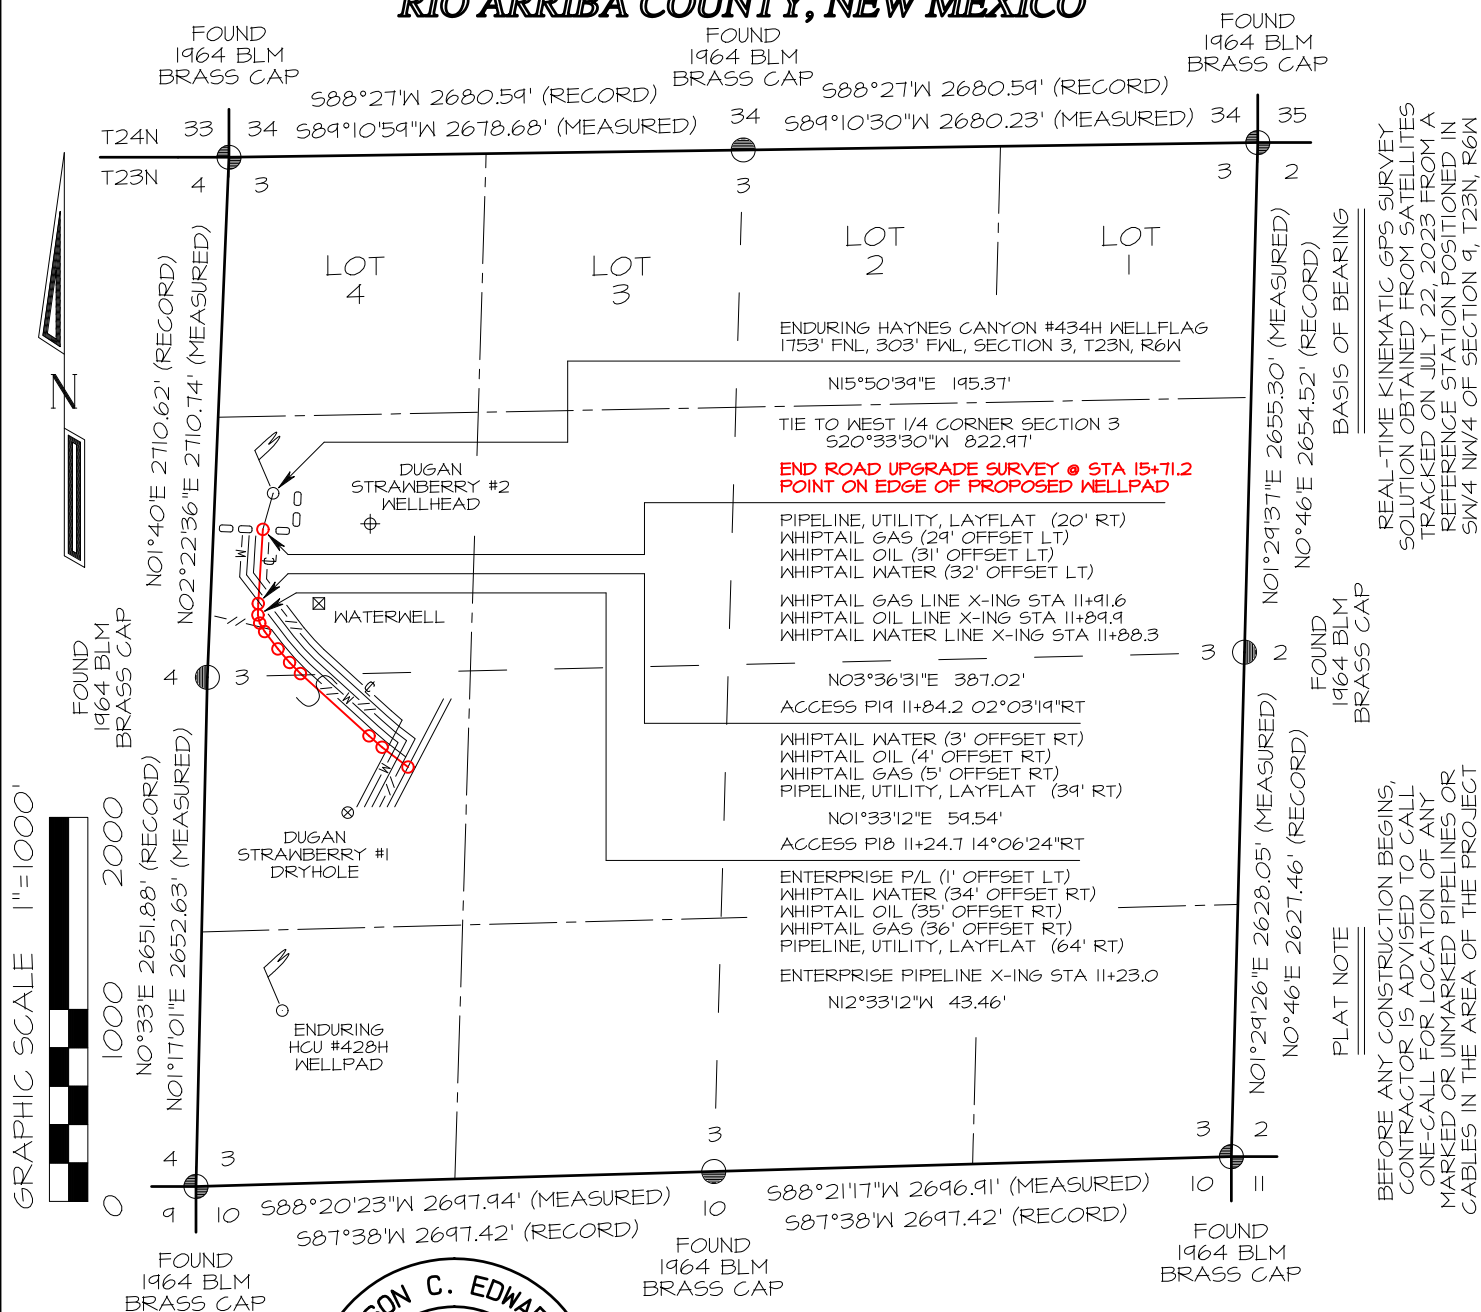 RIO ARRIBA COUNTY, NEW MEXICO
FOUND
1964 BLM
BRASS CAP
FOUND
1964 BLM
BRASS CAP
FOUND
1964 BLM
BRASS CAP
S88°27'W 2680.59' (RECORD)
S88°27'W 2680.59' (RECORD)
S89°10'59"W 2678.68' (MEASURED)
S89°10'30"W 2680.23' (MEASURED)
T24N
33
34
34
34
35
T23N
4
3
3
3
2
LOT
4
LOT
3
LOT
2
LOT
1
N01°40'E 2710.62' (RECORD)
N02°22'36"E 2710.74' (MEASURED)
N
ENDURING HAYNES CANYON #434H WELLFLAG
1753' FNL, 303' FWL, SECTION 3, T23N, R6W
N15°50'39"E 195.37'
TIE TO WEST 1/4 CORNER SECTION 3
S20°33'30"W 822.97'
END ROAD UPGRADE SURVEY @ STA 15+71.2
POINT ON EDGE OF PROPOSED WELLPAD
PIPELINE, UTILITY, LAYFLAT (20' RT)
WHIPTAIL GAS (29' OFFSET LT)
WHIPTAIL OIL (31' OFFSET LT)
WHIPTAIL WATER (32' OFFSET LT)
WHIPTAIL GAS LINE X-ING STA 11+91.6
WHIPTAIL OIL LINE X-ING STA 11+89.9
WHIPTAIL WATER LINE X-ING STA 11+88.3
N03°36'31"E 387.02'
ACCESS PI9 11+84.2 02°03'19"RT
WHIPTAIL WATER (3' OFFSET RT)
WHIPTAIL OIL (4' OFFSET RT)
WHIPTAIL GAS (5' OFFSET RT)
PIPELINE, UTILITY, LAYFLAT (39' RT)
N01°33'12"E 59.54'
ACCESS PI8 11+24.7 14°06'24"RT
ENTERPRISE P/L (1' OFFSET LT)
WHIPTAIL WATER (34' OFFSET RT)
WHIPTAIL OIL (35' OFFSET RT)
WHIPTAIL GAS (36' OFFSET RT)
PIPELINE, UTILITY, LAYFLAT (64' RT)
ENTERPRISE PIPELINE X-ING STA 11+23.0
N12°33'12"W 43.46'
DUGAN
STRAWBERRY #2
WELLHEAD
WATERWELL
M
M
M
DUGAN
STRAWBERRY #1
DRYHOLE
ENDURING
HCU #428H
WELLPAD
FOUND
1964 BLM
BRASS CAP
4
3
3
2
FOUND
1964 BLM
BRASS CAP
N01°29'37"E 2655.30' (MEASURED)
N0°46'E 2654.52' (RECORD)
N01°29'26"E 2628.05' (MEASURED)
N0°46'E 2627.46' (RECORD)
N0°33'E 2651.88' (RECORD)
N01°17'01"E 2652.63' (MEASURED)
GRAPHIC SCALE 1"=1000'
0
1000
2000
BASIS OF BEARING
REAL-TIME KINEMATIC GPS SURVEY
SOLUTION OBTAINED FROM SATELLITES
TRACKED ON JULY 22, 2023 FROM A
REFERENCE STATION POSITIONED IN
SW/4 NW/4 OF SECTION 9, T23N, R6W
PLAT NOTE
BEFORE ANY CONSTRUCTION BEGINS,
CONTRACTOR IS ADVISED TO CALL
ONE-CALL FOR LOCATION OF ANY
MARKED OR UNMARKED PIPELINES OR
CABLES IN THE AREA OF THE PROJECT
4
3
3
3
2
9
10
10
10
11
S88°20'23"W 2697.94' (MEASURED)
S88°21'17"W 2696.91' (MEASURED)
S87°38'W 2697.42' (RECORD)
S87°38'W 2697.42' (RECORD)
FOUND
1964 BLM
BRASS CAP
FOUND
1964 BLM
BRASS CAP
FOUND
1964 BLM
BRASS CAP
C.